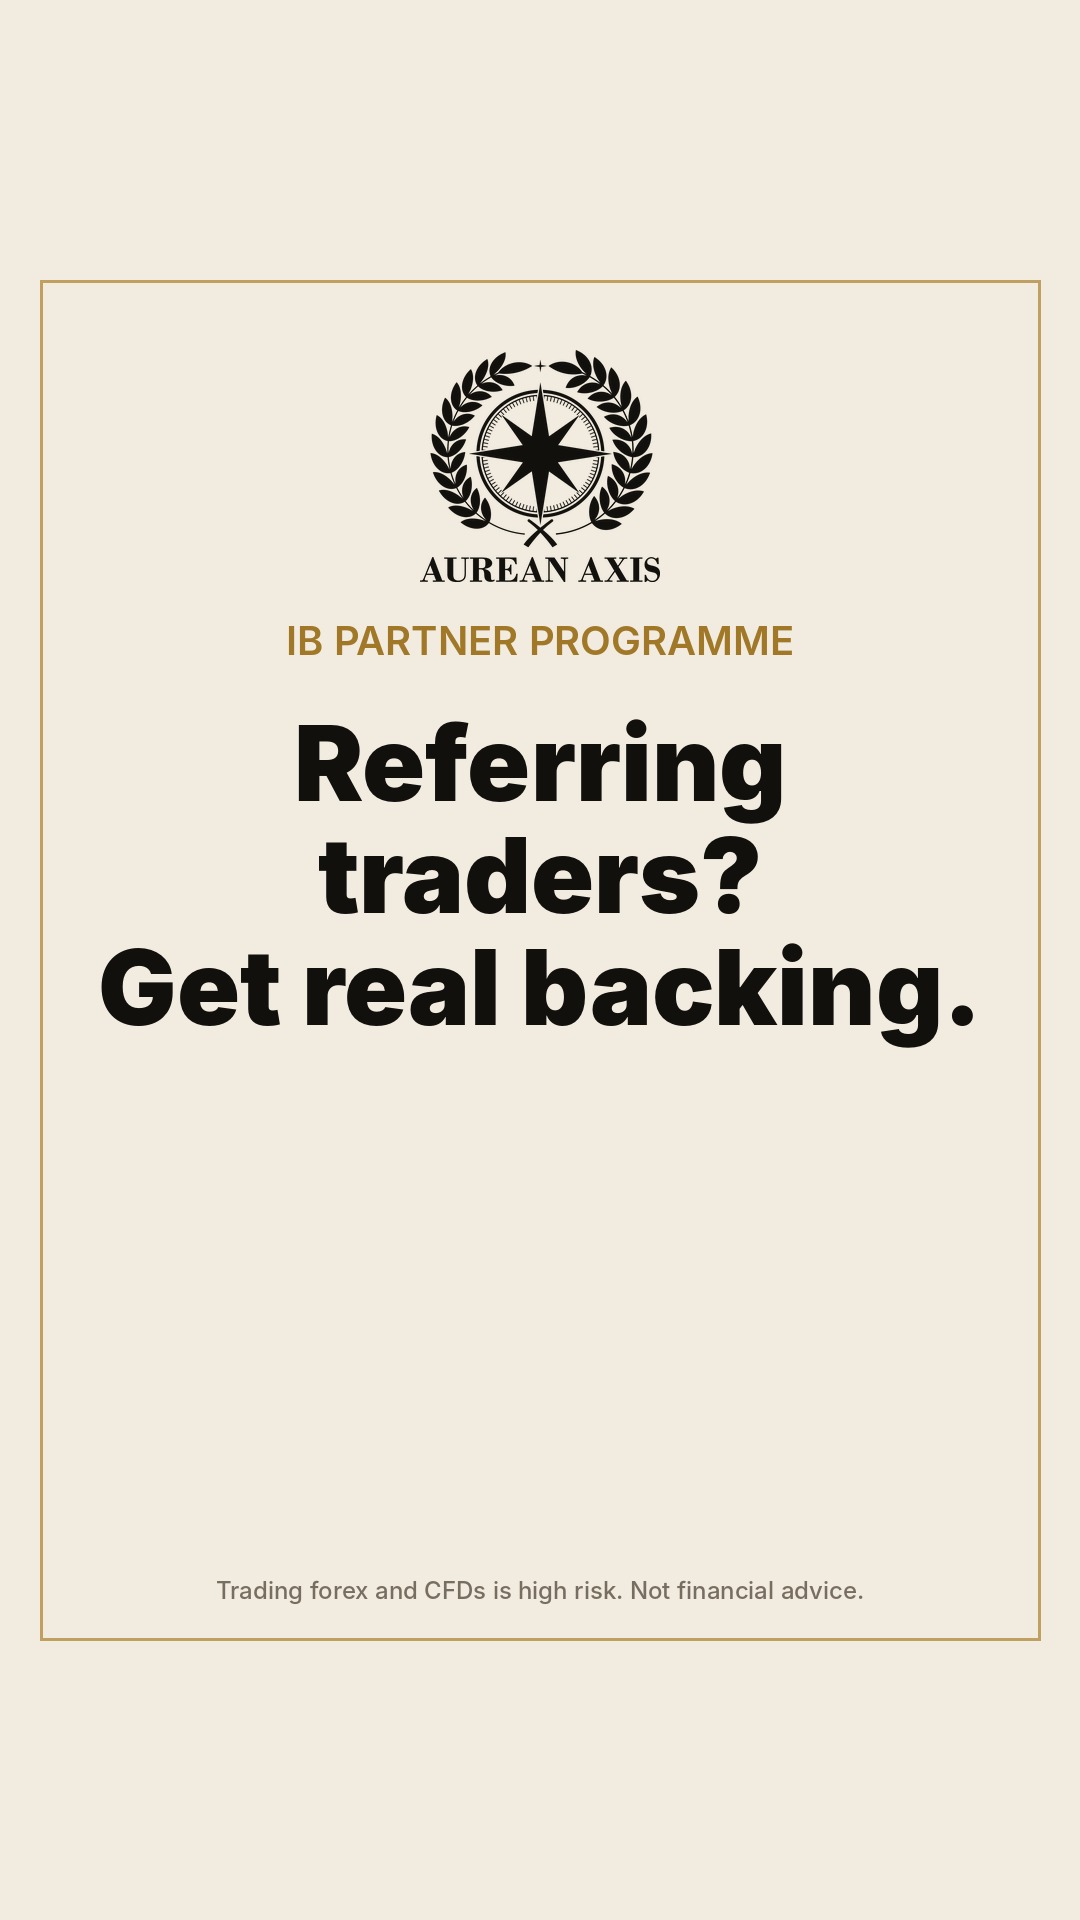 AUREAN AXIS
IB PARTNER PROGRAMME
Referring
traders?
Get real backing.
Trading forex and CFDs is high risk. Not financial advice.